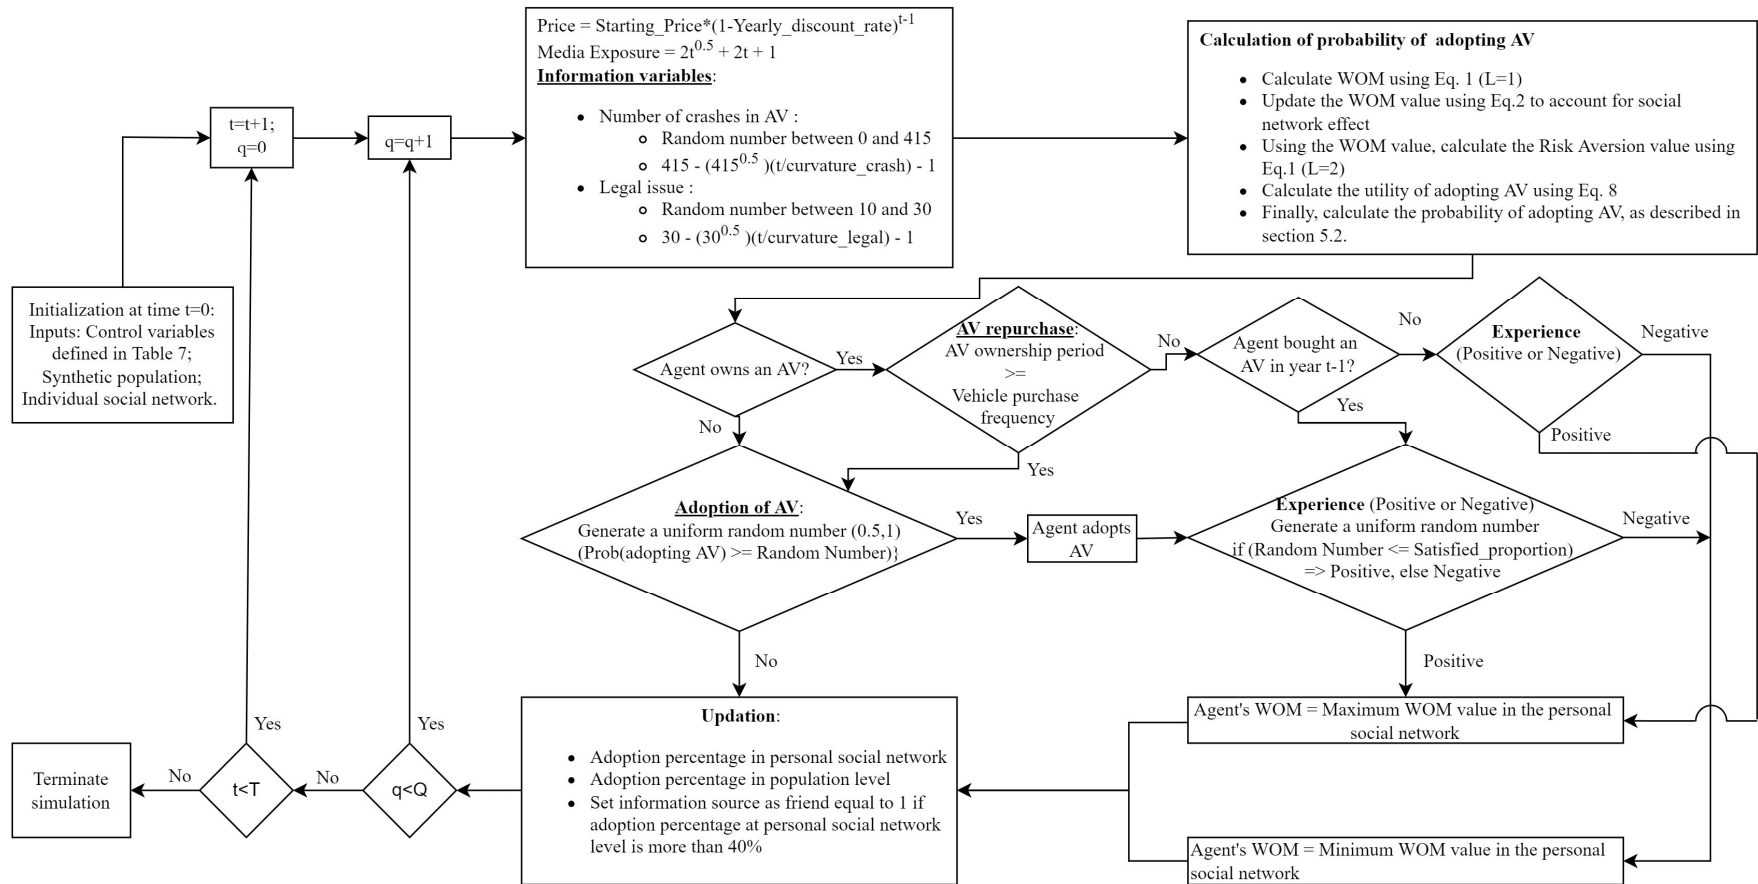 Price = Starting_Price*(1-Yearly_discount_rate)^t-1
Media Exposure = 2t^0.5 + 2t + 1
Information variables:
• Number of crashes in AV :
o Random number between 0 and 415
o 415 - (415^0.5 )(t/curvature_crash) - 1
• Legal issue :
o Random number between 10 and 30
o 30 - (30^0.5 )(t/curvature_legal) - 1
Calculation of probability of adopting AV
• Calculate WOM using Eq. 1 (L=1)
• Update the WOM value using Eq.2 to account for social
network effect
• Using the WOM value, calculate the Risk Aversion value using
Eq.1 (L=2)
• Calculate the utility of adopting AV using Eq. 8
• Finally, calculate the probability of adopting AV, as described in
section 5.2.
t=t+1;
q=0
q=q+1
Initialization at time t=0:
Inputs: Control variables
defined in Table 7;
Synthetic population;
Individual social network.
Agent owns an AV?
Yes
No
AV repurchase:
AV ownership period
>=
Vehicle purchase
frequency
No
Yes
Agent bought an
AV in year t-1?
No
Yes
Experience
(Positive or Negative)
Negative
Positive
Adoption of AV:
Generate a uniform random number (0.5,1)
(Prob(adopting AV) >= Random Number)}
Yes
No
Agent adopts
AV
Experience (Positive or Negative)
Generate a uniform random number
if (Random Number <= Satisfied_proportion)
=> Positive, else Negative
Negative
Positive
Agent's WOM = Maximum WOM value in the personal
social network
Agent's WOM = Minimum WOM value in the personal
social network
Updation:
• Adoption percentage in personal social network
• Adoption percentage in population level
• Set information source as friend equal to 1 if
adoption percentage at personal social network
level is more than 40%
q<Q
Yes
No
t<T
Yes
No
Terminate
simulation